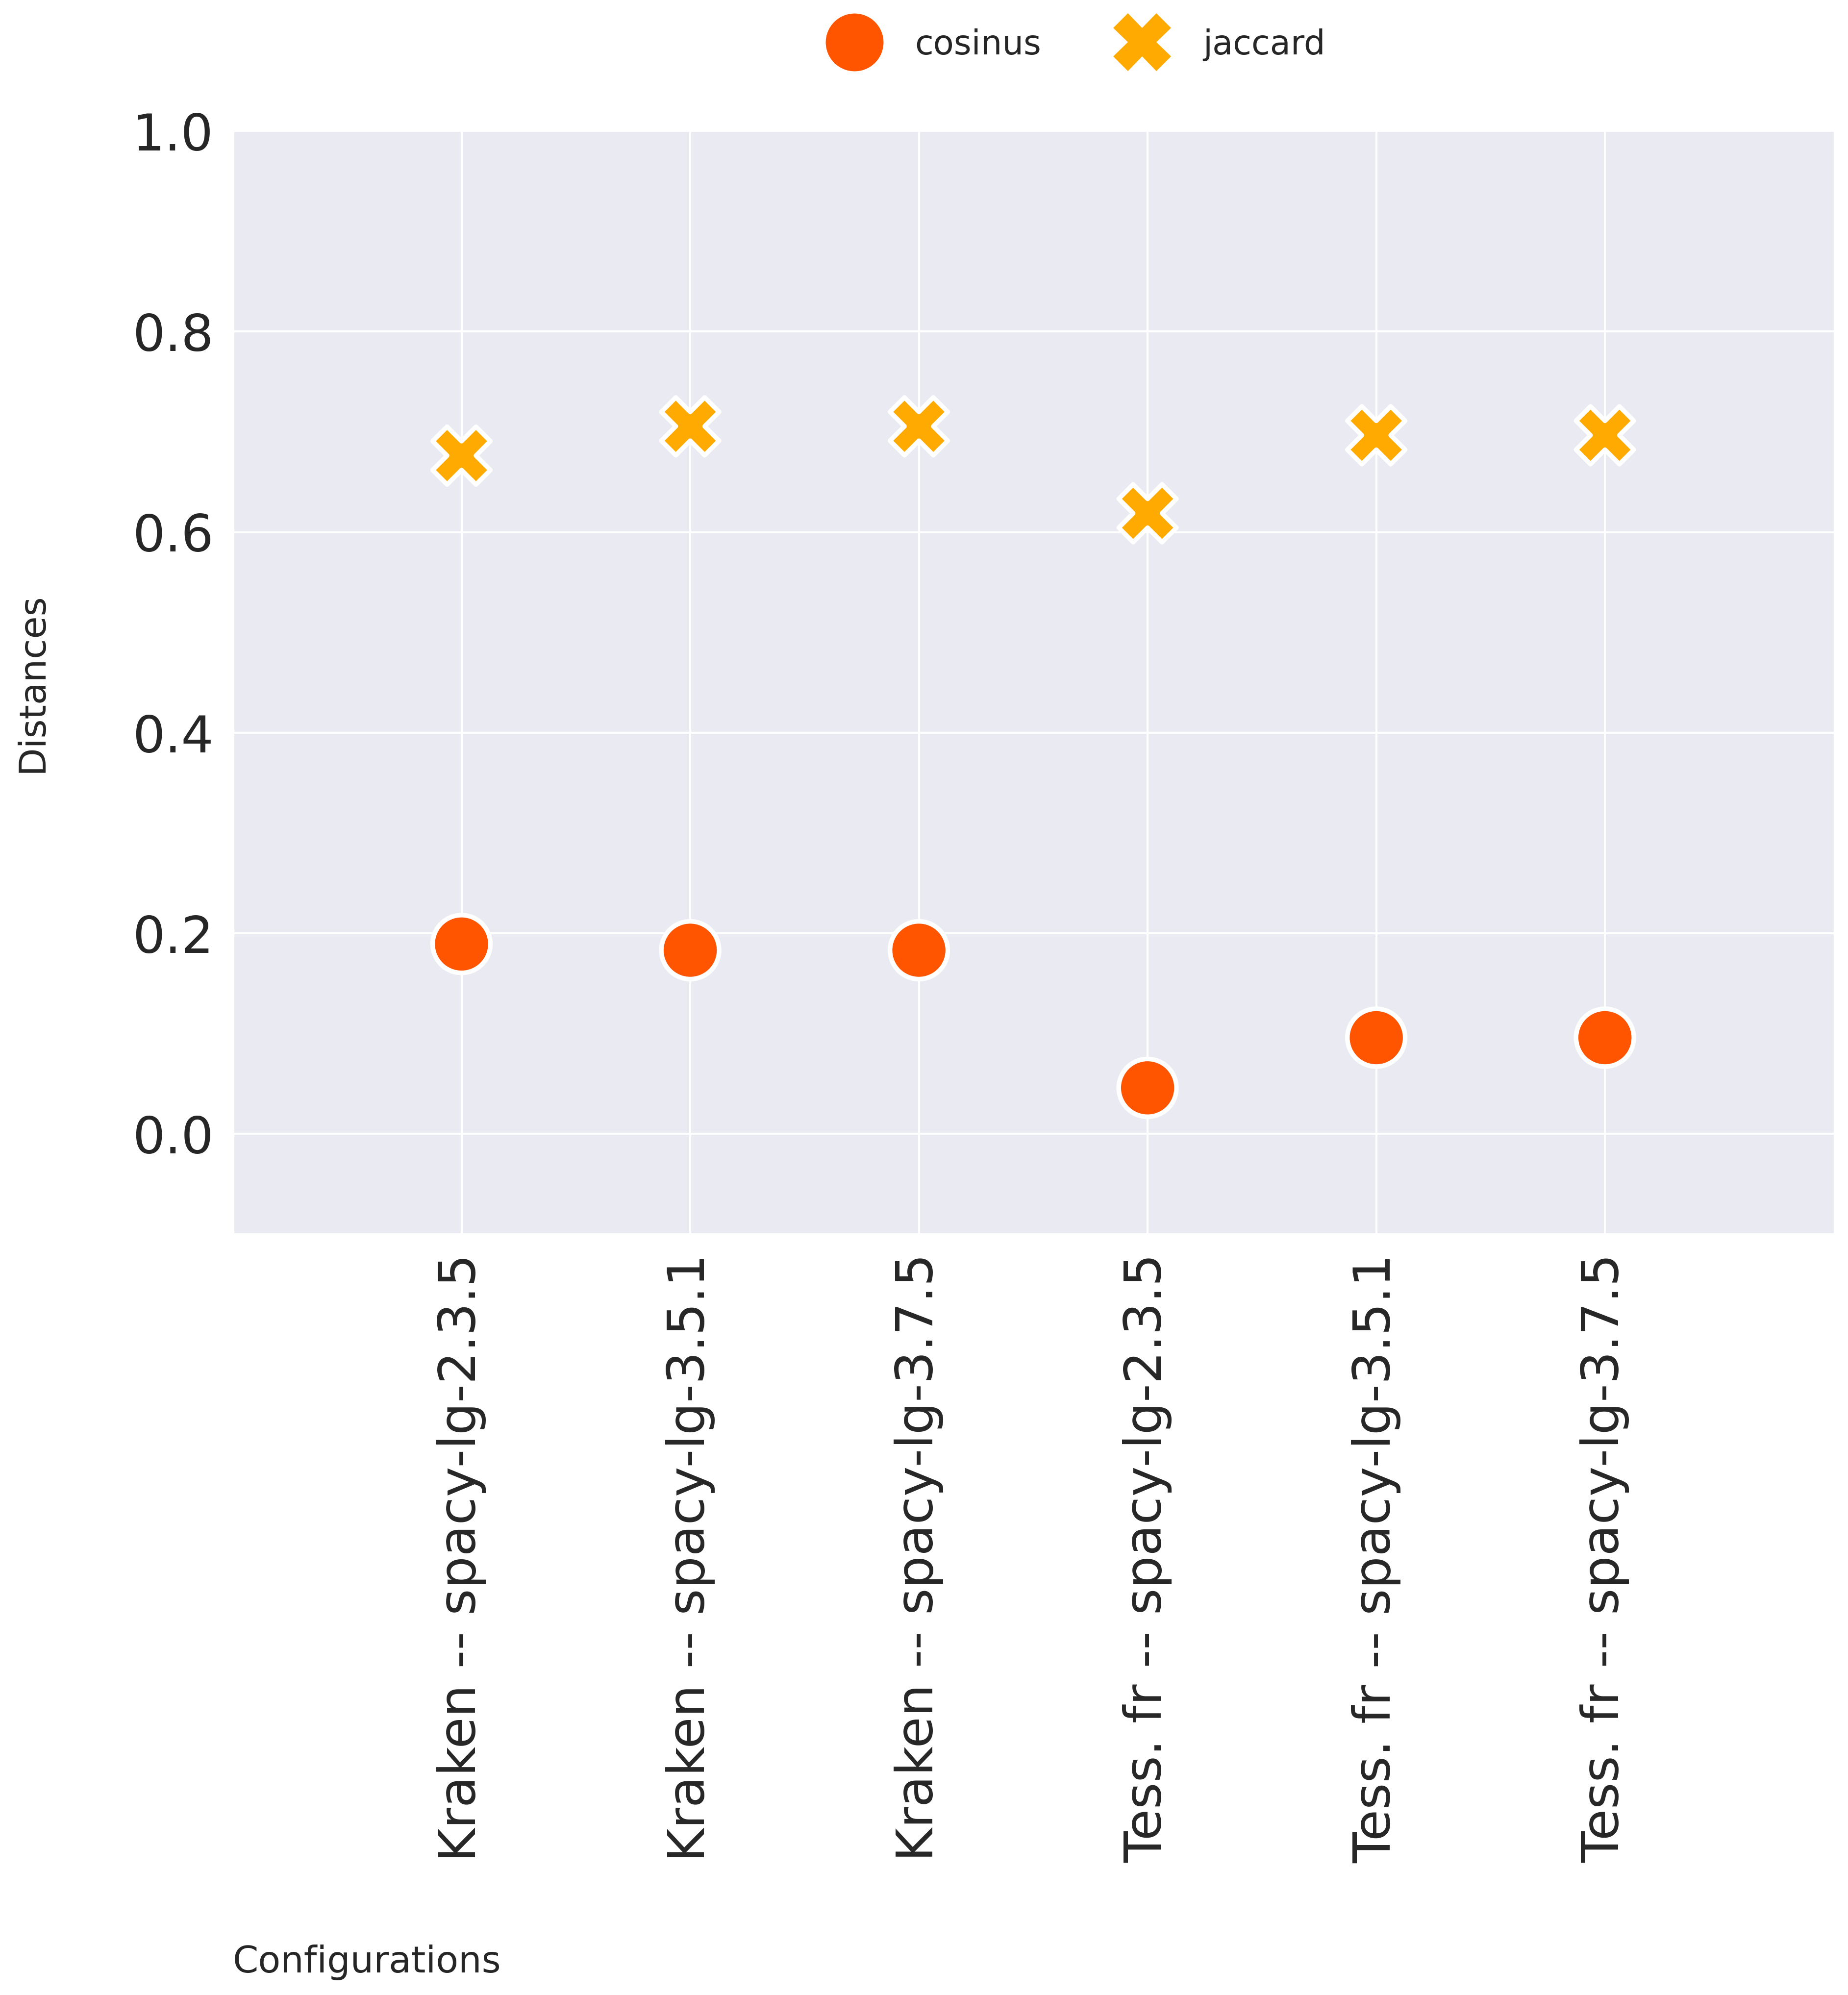 cosinus
jaccard
1.0
0.8
0.6
0.4
0.2
0.0
Distances
Kraken -- spacy-lg-2.3.5
Kraken -- spacy-lg-3.5.1
Kraken -- spacy-lg-3.7.5
Tess. fr -- spacy-lg-2.3.5
Tess. fr -- spacy-lg-3.5.1
Tess. fr -- spacy-lg-3.7.5
Configurations